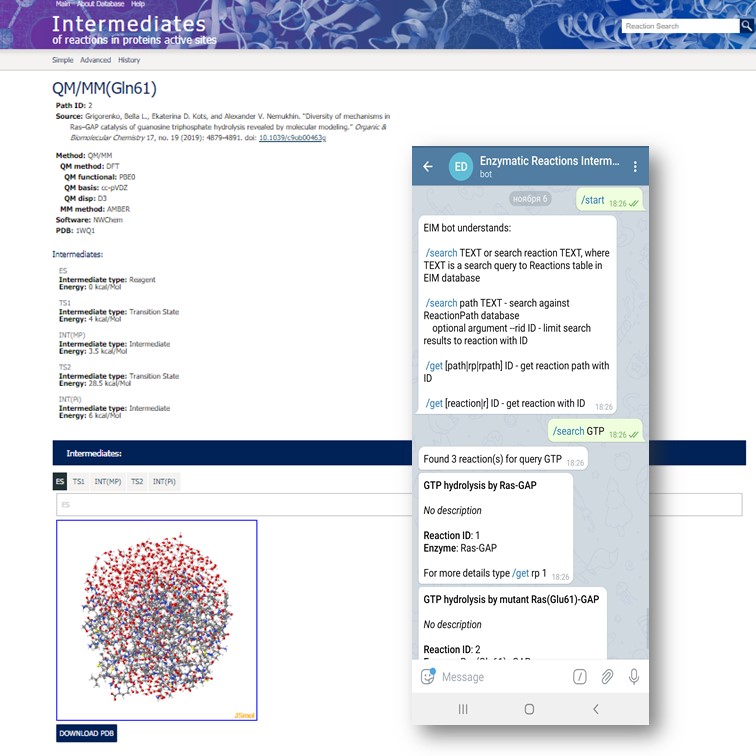 Main - About Database Help
Intermediates
of reactions in proteins active sites
Reaction Search
Simple Advanced History
QM/MM(Gln61)
Path ID: 2
Source: Grigorenko, Bella L., Ekaterina D. Kots, and Alexander V. Nemukhin. "Diversity of mechanisms in
Ras–GAP catalysis of guanosine triphosphate hydrolysis revealed by molecular modeling." Organic &
Biomolecular Chemistry 17, no. 19 (2019): 4879-4891. doi: 10.1039/c9ob00463g
Method: QM/MM
QM method: DFT
QM functional: PBE0
QM basis: cc-pVDZ
QM disp: D3
MM method: AMBER
Software: NWChem
PDB: 1WQ1
Intermediates:
ES
Intermediate type: Reagent
Energy: 0 kcal/Mol
TS1
Intermediate type: Transition State
Energy: 4 kcal/Mol
INT(MP)
Intermediate type: Intermediate
Energy: 3.5 kcal/Mol
TS2
Intermediate type: Transition State
Energy: 28.5 kcal/Mol
INT(Pi)
Intermediate type: Intermediate
Energy: 6 kcal/Mol
Intermediates:
ES TS1 INT(MP) TS2 INT(Pi)
ES
JSmol
DOWNLOAD PDB
ED
Enzymatic Reactions Interm...
bot
ноября 6
/start 18:26
EIM bot understands:
/search TEXT or search reaction TEXT, where
TEXT is a search query to Reactions table in
EIM database
/search path TEXT - search against
ReactionPath database
optional argument --rid ID - limit search
results to reaction with ID
/get [path|rp|rpath] ID - get reaction path with
ID
/get [reaction|r] ID - get reaction with ID 18:26
/search GTP 18:26
Found 3 reaction(s) for query GTP 18:26
GTP hydrolysis by Ras-GAP
No description
Reaction ID: 1
Enzyme: Ras-GAP
For more details type /get rp 1 18:26
GTP hydrolysis by mutant Ras(Glu61)-GAP
No description
Reaction ID: 2
Message